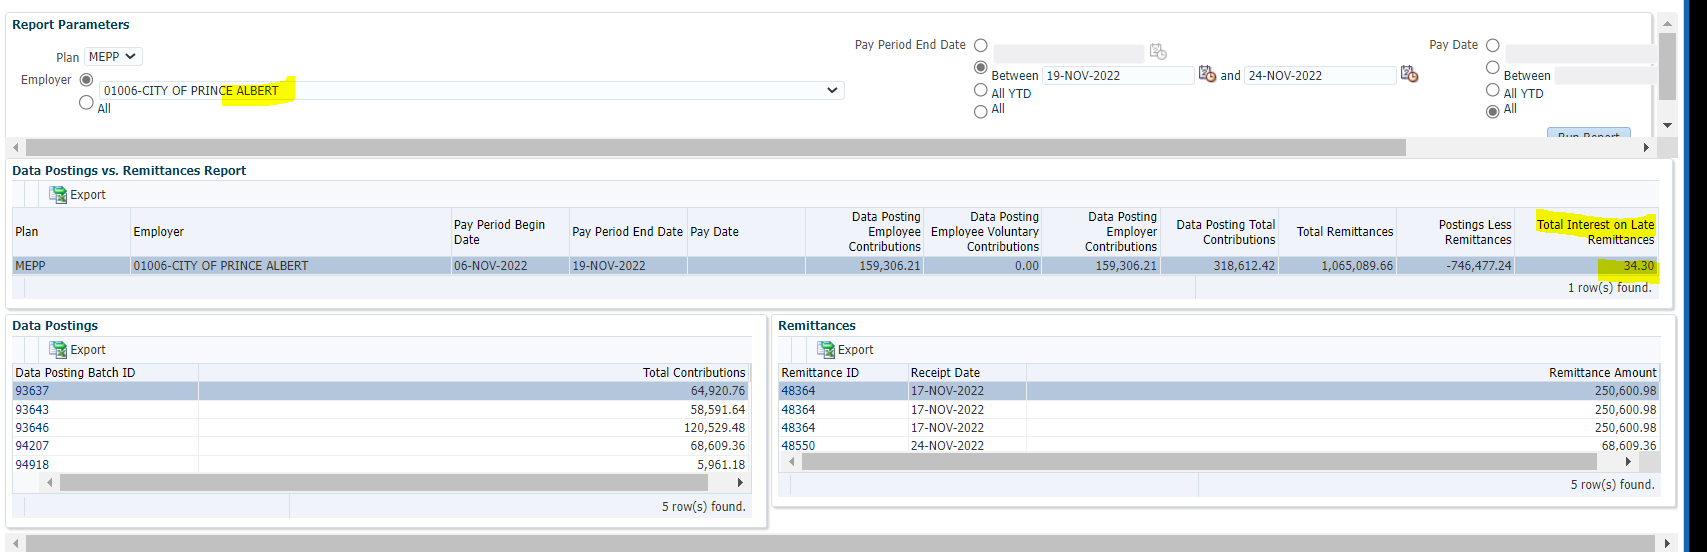 Report Parameters
Plan MEPP
Employer
01006-CITY OF PRINCE ALBERT
All
Pay Period End Date
Between 19-NOV-2022 and 24-NOV-2022
All YTD
All
Pay Date
Between
All YTD
All
Run Report
Data Postings vs. Remittances Report
Export
Plan
Employer
Pay Period Begin
Date
Pay Period End Date
Pay Date
Data Posting
Employee
Contributions
Data Posting
Employee Voluntary
Contributions
Data Posting
Employer
Contributions
Data Posting Total
Contributions
Total Remittances
Postings Less
Remittances
Total Interest on Late
Remittances
MEPP 01006-CITY OF PRINCE ALBERT 06-NOV-2022 19-NOV-2022 159,306.21 0.00 159,306.21 318,612.42 1,065,089.66 -746,477.24 34.30
1 row(s) found.
Data Postings
Export
Data Posting Batch ID Total Contributions
93637 64,920.76
93643 58,591.64
93646 120,529.48
94207 68,609.36
94918 5,961.18
5 row(s) found.
Remittances
Export
Remittance ID Receipt Date Remittance Amount
48364 17-NOV-2022 250,600.98
48364 17-NOV-2022 250,600.98
48364 17-NOV-2022 250,600.98
48550 24-NOV-2022 68,609.36
5 row(s) found.